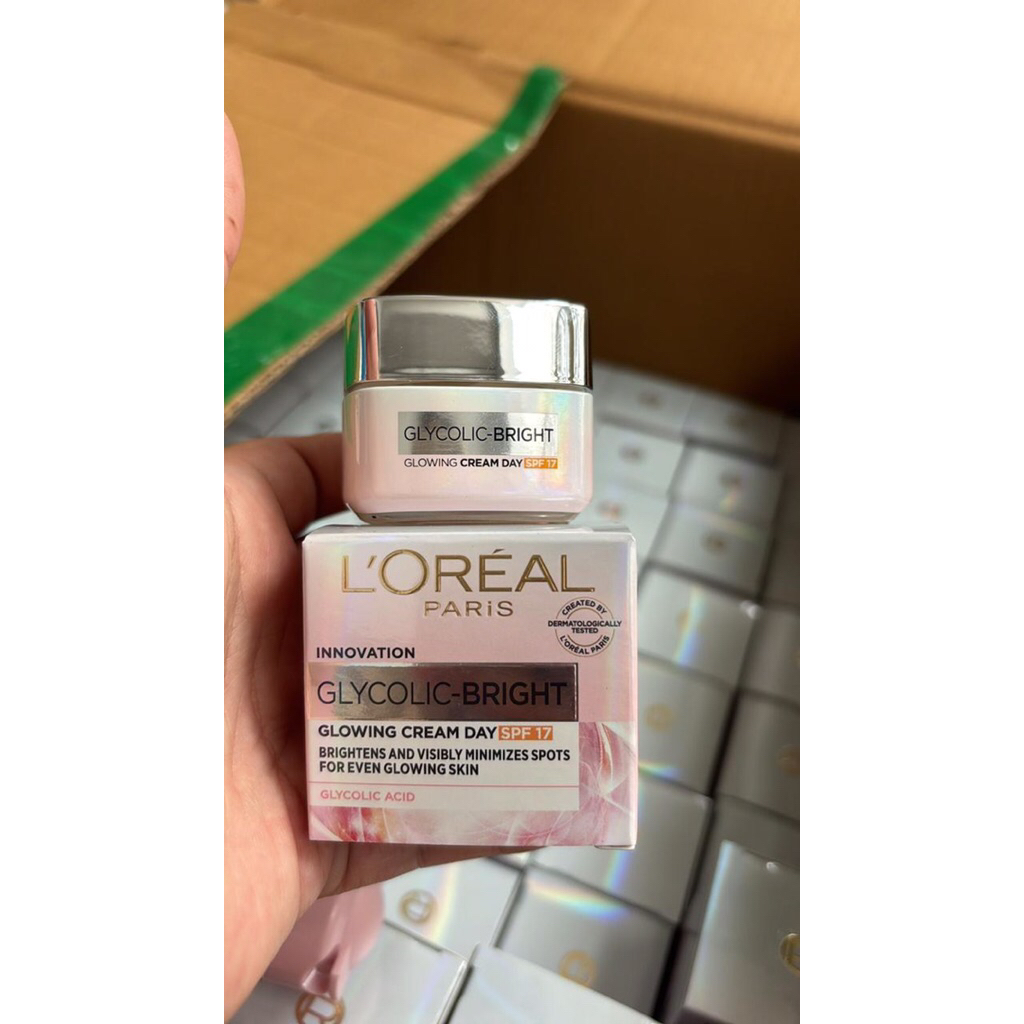 GLYCOLIC-BRIGHT
GLOWING CREAM DAY SPF 17
L'ORÉAL
PARiS
CREATED BY
DERMATOLOGICALLY
TESTED
L'ORÉAL PARIS
INNOVATION
GLYCOLIC-BRIGHT
GLOWING CREAM DAY SPF 17
BRIGHTENS AND VISIBLY MINIMIZES SPOTS
FOR EVEN GLOWING SKIN
GLYCOLIC ACID